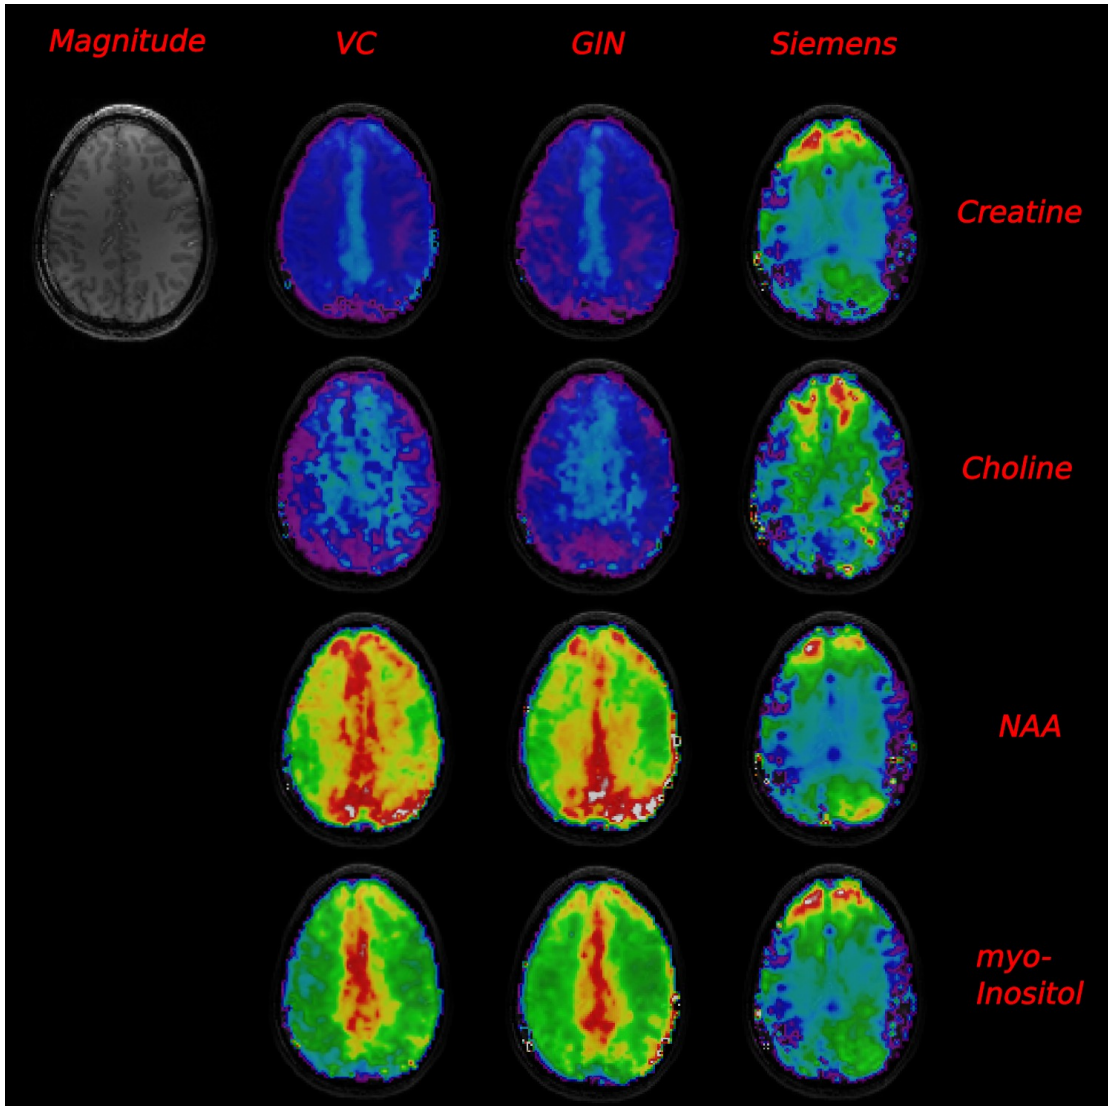 Magnitude
VC
GIN
Siemens
Creatine
Choline
NAA
myo-
Inositol